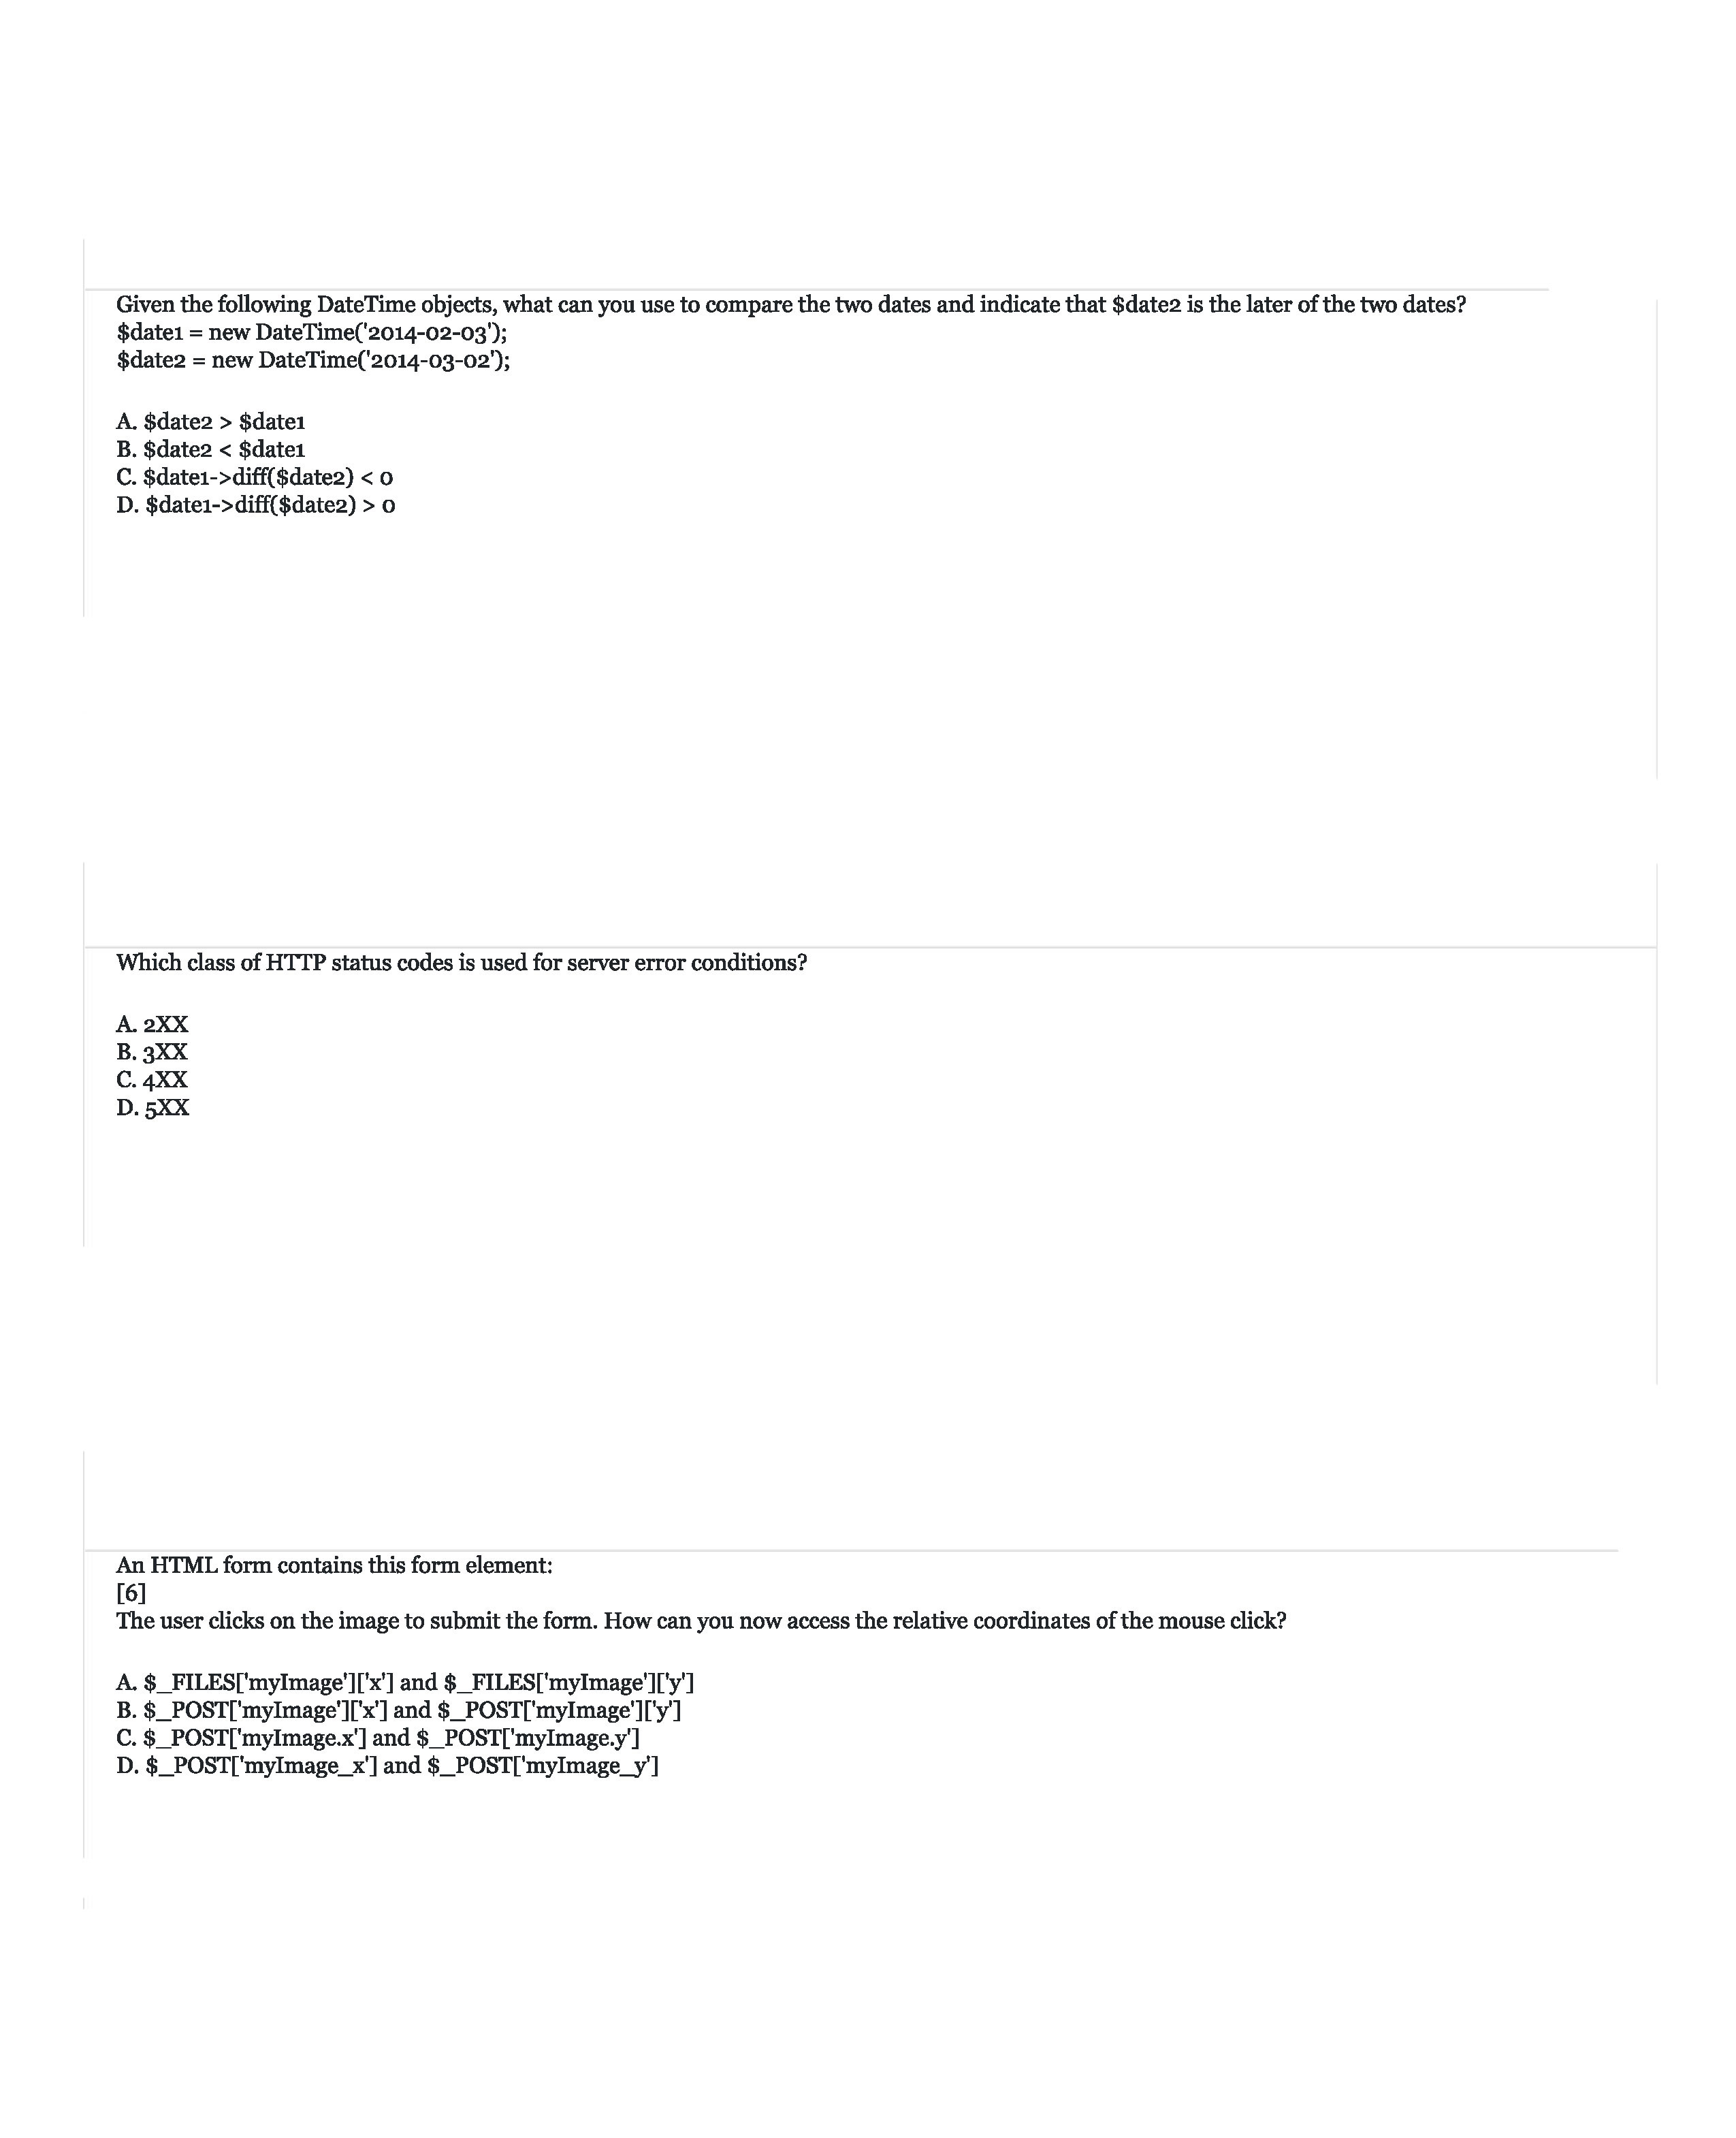 Given the following DateTime objects, what can you use to compare the two dates and indicate that $date2 is the later of the two dates?
$date1 = new DateTime('2014-02-03');
$date2 = new DateTime('2014-03-02');
A. $date2 > $date1
B. $date2 < $date1
C. $date1->diff($date2) < 0
D. $date1->diff($date2) > 0
Which class of HTTP status codes is used for server error conditions?
A. 2XX
B. 3XX
C. 4XX
D. 5XX
An HTML form contains this form element:
[6]
The user clicks on the image to submit the form. How can you now access the relative coordinates of the mouse click?
A. $_FILES['myImage']['x'] and $_FILES['myImage']['y']
B. $_POST['myImage']['x'] and $_POST['myImage']['y']
C. $_POST['myImage.x'] and $_POST['myImage.y']
D. $_POST['myImage_x'] and $_POST['myImage_y']